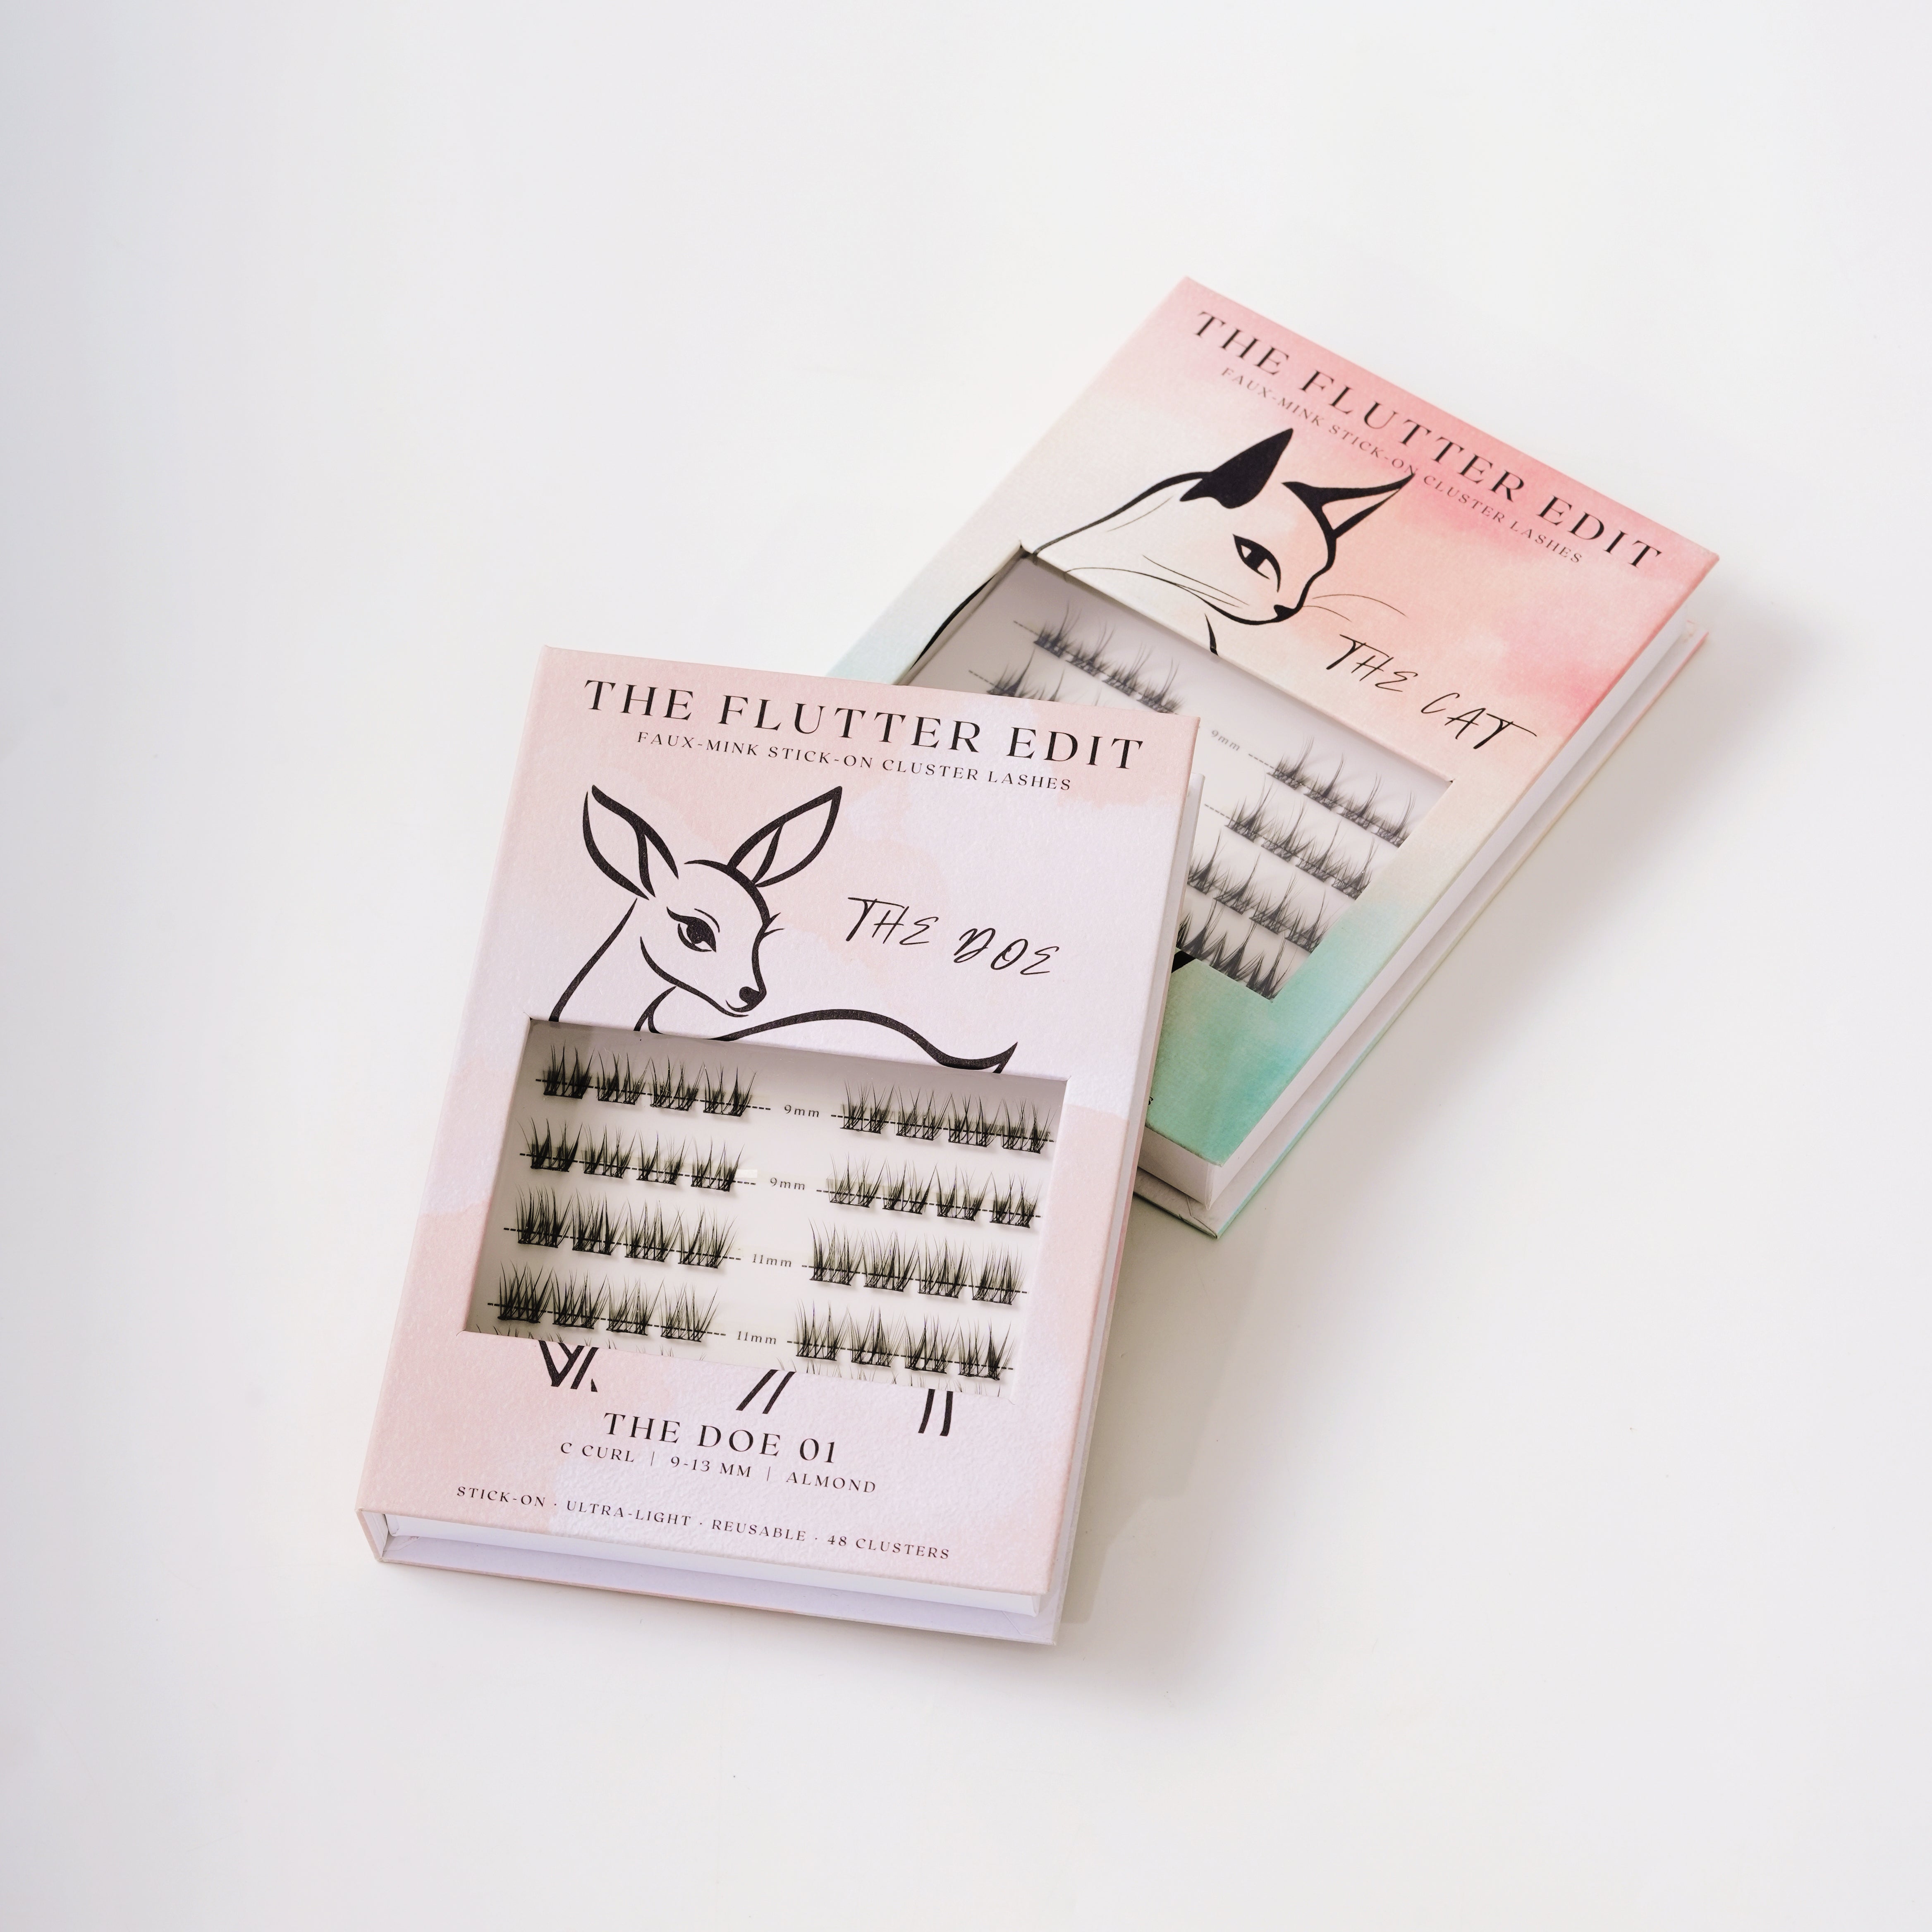 THE FLUTTER EDIT
FAUX-MINK STICK-ON CLUSTER LASHES
THE CAT
9mm
THE FLUTTER EDIT
FAUX-MINK STICK-ON CLUSTER LASHES
THE DOE
9mm
9mm
11mm
11mm
THE DOE 01
C CURL | 9-13 MM | ALMOND
STICK-ON · ULTRA-LIGHT · REUSABLE · 48 CLUSTERS